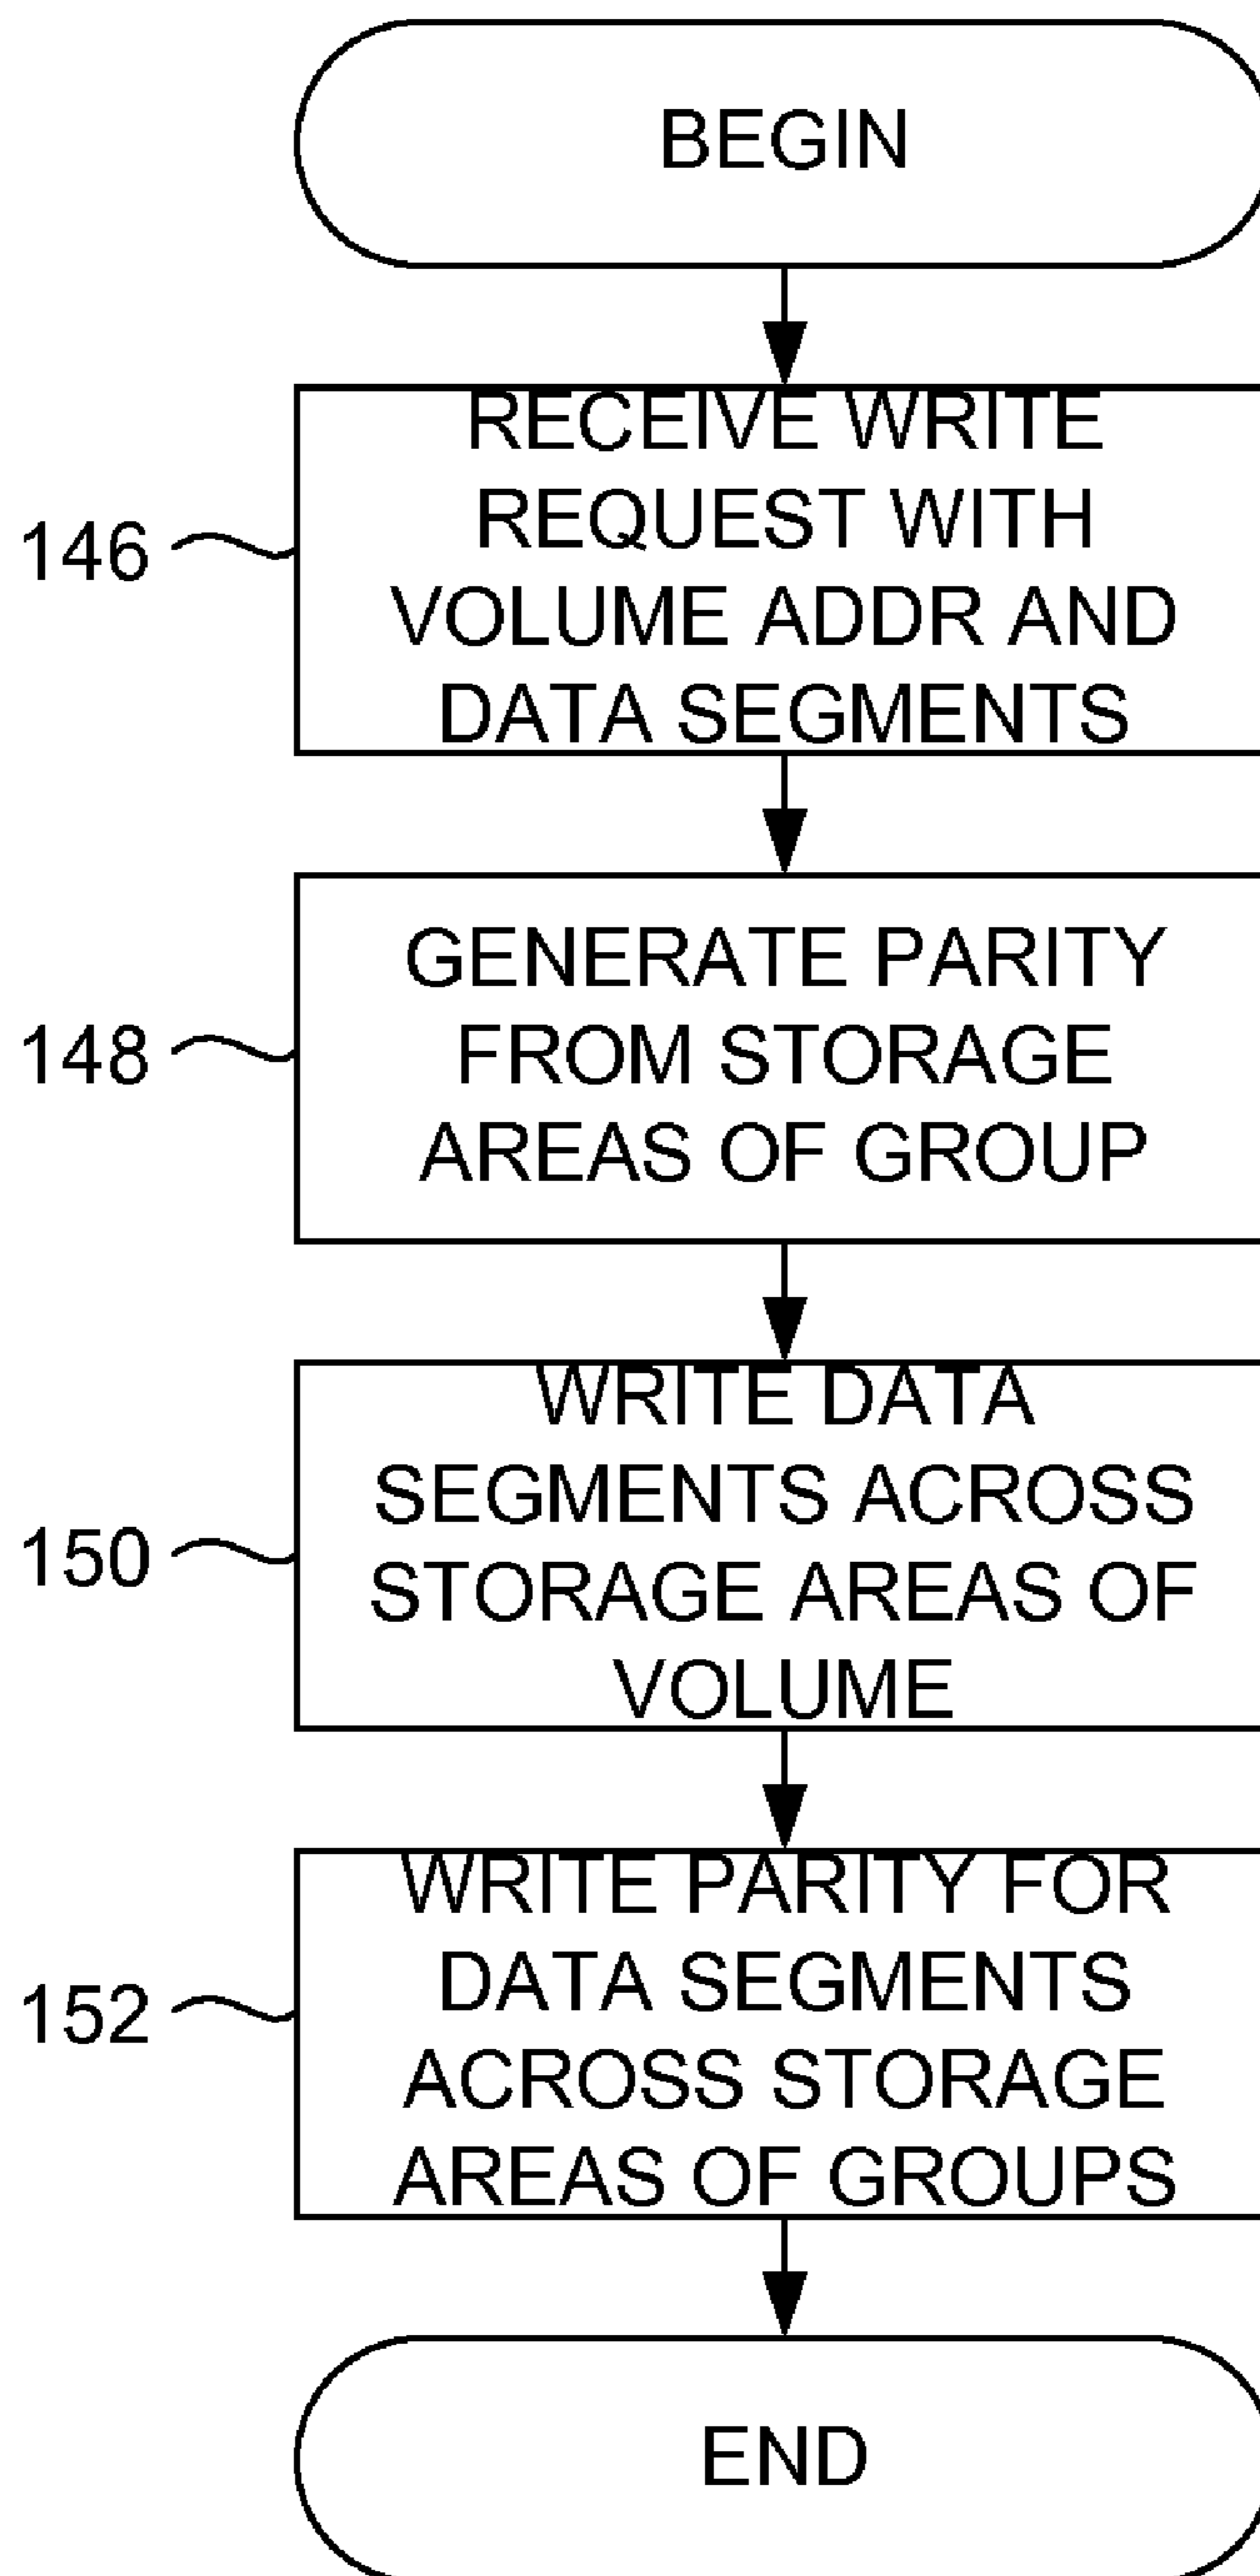 BEGIN
RECEIVE WRITE
REQUEST WITH
VOLUME ADDR AND
DATA SEGMENTS
146
GENERATE PARITY
FROM STORAGE
AREAS OF GROUP
148
WRITE DATA
SEGMENTS ACROSS
STORAGE AREAS OF
VOLUME
150
WRITE PARITY FOR
DATA SEGMENTS
ACROSS STORAGE
AREAS OF GROUPS
152
END